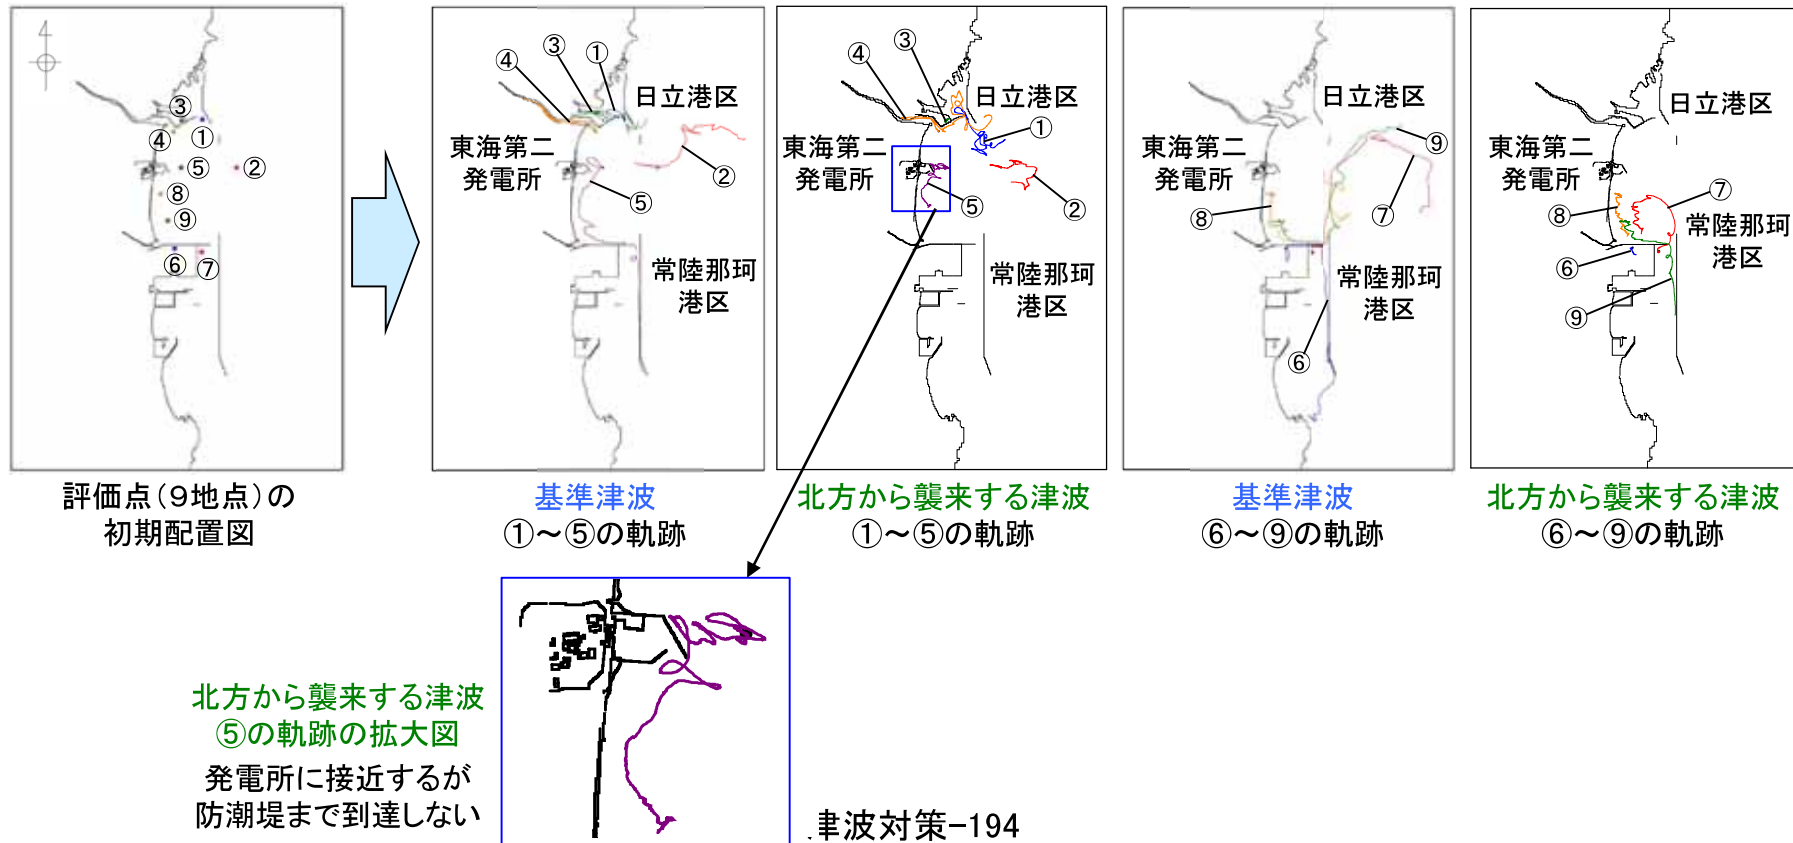 ③
①
④
⑤
②
⑧
⑨
⑥
⑦
評価点(9地点)の
初期配置図
④
③
①
日立港区
東海第二
発電所
②
⑤
常陸那珂
港区
基準津波
①～⑤の軌跡
④
③
日立港区
①
東海第二
発電所
⑤
②
常陸那珂
港区
北方から襲来する津波
①～⑤の軌跡
日立港区
⑨
東海第二
発電所
⑧
⑦
常陸那珂
港区
⑥
基準津波
⑥～⑨の軌跡
日立港区
東海第二
発電所
⑦
⑧
常陸那珂
港区
⑥
⑨
北方から襲来する津波
⑥～⑨の軌跡
北方から襲来する津波
⑤の軌跡の拡大図
発電所に接近するが
防潮堤まで到達しない
津波対策-194